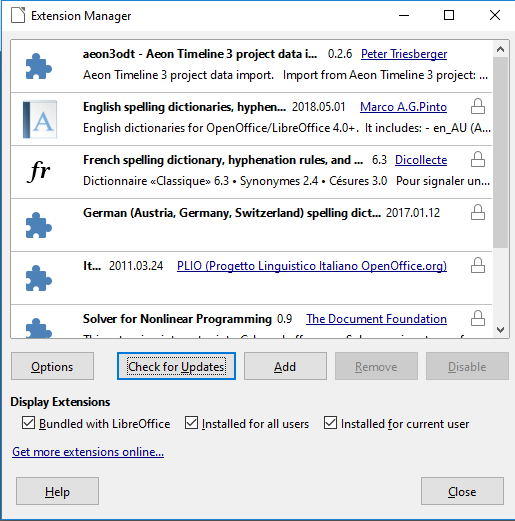 Extension Manager
aeon3odt - Aeon Timeline 3 project data i... 0.2.6 Peter Triesberger
Aeon Timeline 3 project data import. Import from Aeon Timeline 3 project: ...
A
English spelling dictionaries, hyphen... 2018.05.01 Marco A.G.Pinto
English dictionaries for OpenOffice/LibreOffice 4.0+. It includes: - en_AU (A...
fr
French spelling dictionary, hyphenation rules, and ... 6.3 Dicollecte
Dictionnaire «Classique» 6.3 • Synonymes 2.4 • Césures 3.0 Pour signaler un...
German (Austria, Germany, Switzerland) spelling dict... 2017.01.12
It... 2011.03.24 PLIO (Progetto Linguistico Italiano OpenOffice.org)
Solver for Nonlinear Programming 0.9 The Document Foundation
Options Check for Updates Add Remove Disable
Display Extensions
Bundled with LibreOffice Installed for all users Installed for current user
Get more extensions online...
Help Close